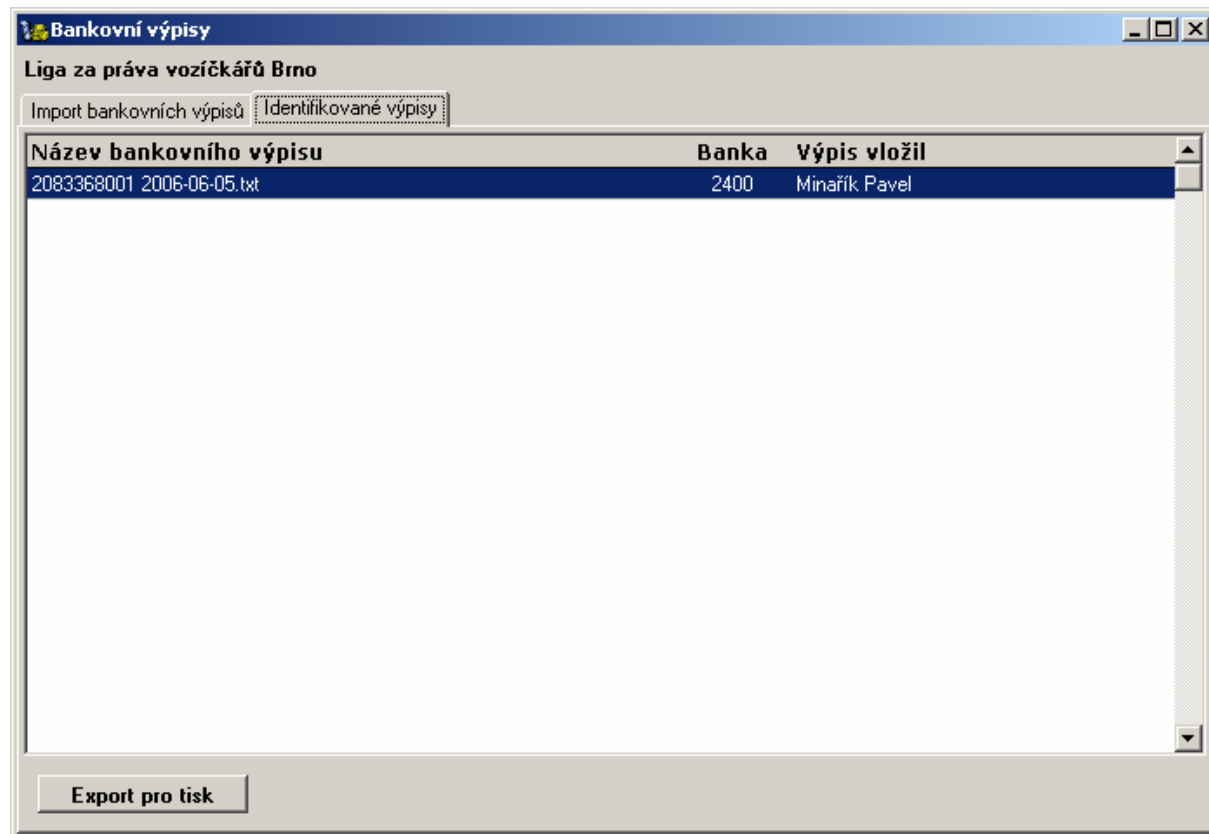 Bankovní výpisy
Liga za práva vozíčkářů Brno
Import bankovních výpisů Identifikované výpisy
Název bankovního výpisu Banka Výpis vložil
2083368001 2006-06-05.txt 2400 Minařík Pavel
Export pro tisk